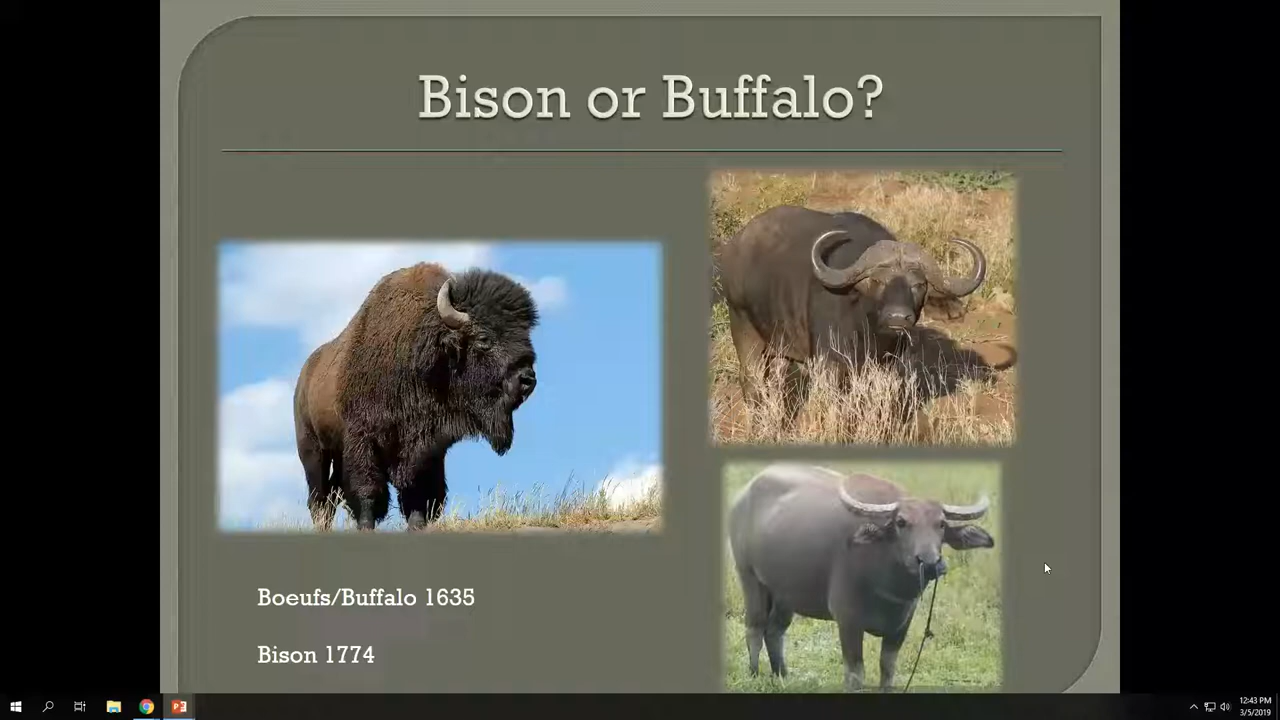 Bison or Buffalo?
Boeufs/Buffalo 1635
Bison 1774
12:43 PM
3/5/2019